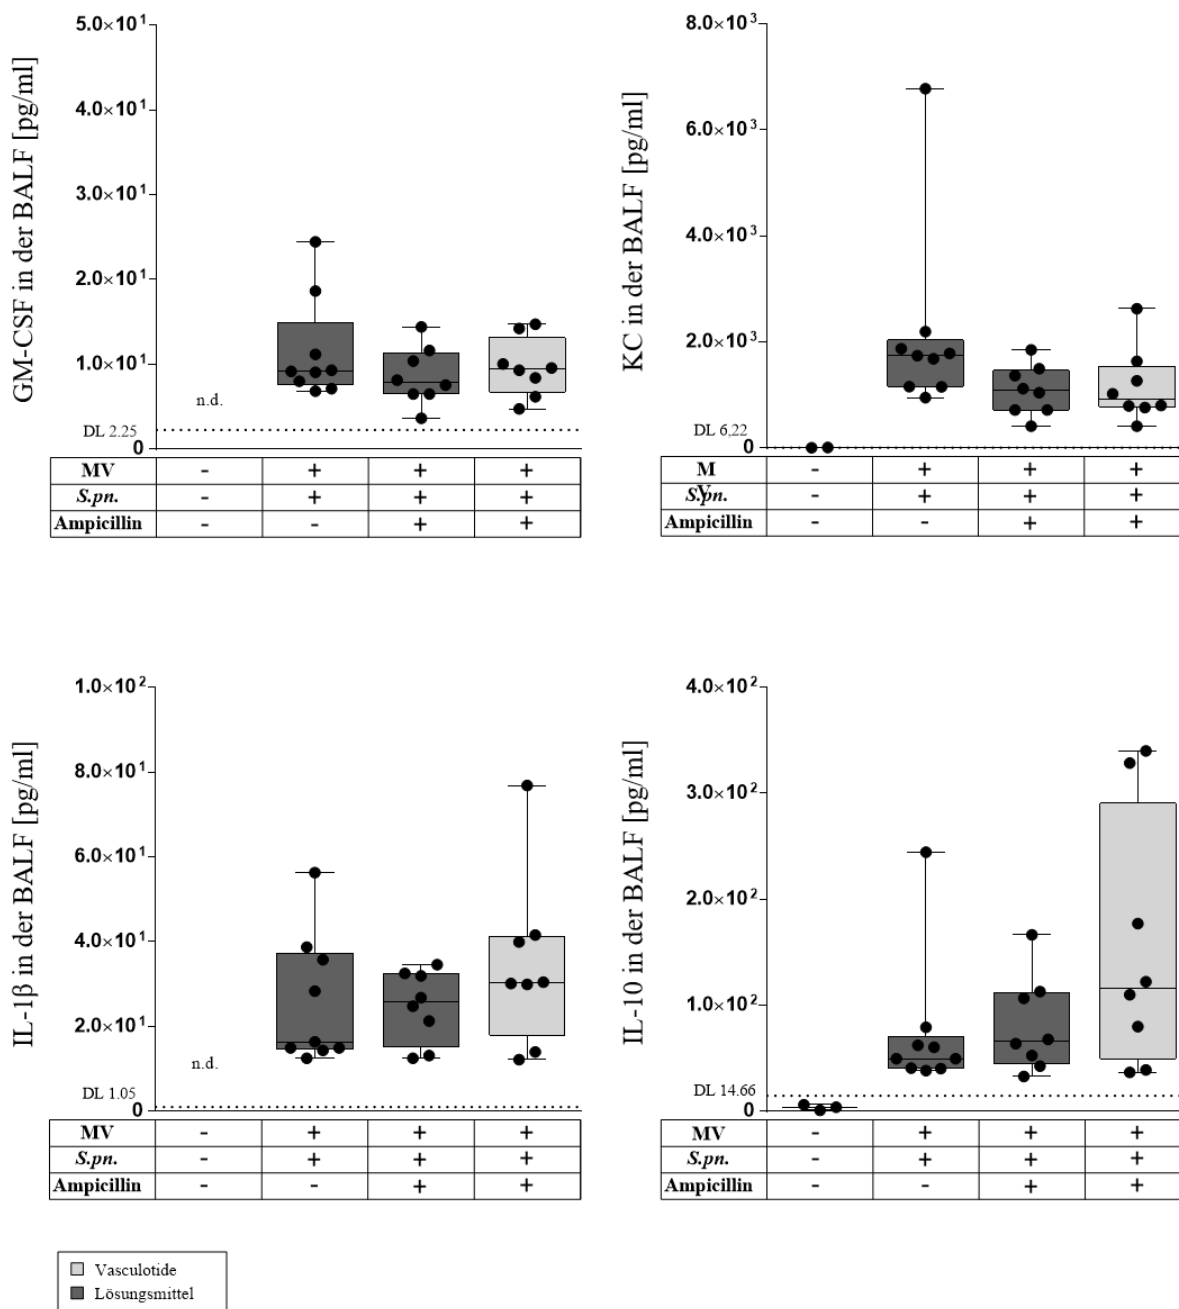 GM-CSF in der BALF [pg/ml]
5.0×10¹
4.0×10¹
3.0×10¹
2.0×10¹
1.0×10¹
n.d.
DL 2.25
0
MV - + + +
S.pn. - + + +
Ampicillin - - + +
KC in der BALF [pg/ml]
8.0×10³
6.0×10³
4.0×10³
2.0×10³
DL 6,22
0
MV - + + +
S.pn. - + + +
Ampicillin - - + +
IL-1β in der BALF [pg/ml]
1.0×10²
8.0×10¹
6.0×10¹
4.0×10¹
2.0×10¹
n.d.
DL 1.05
0
MV - + + +
S.pn. - + + +
Ampicillin - - + +
IL-10 in der BALF [pg/ml]
4.0×10²
3.0×10²
2.0×10²
1.0×10²
DL 14.66
0
MV - + + +
S.pn. - + + +
Ampicillin - - + +
Vasculotide
Lösungsmittel